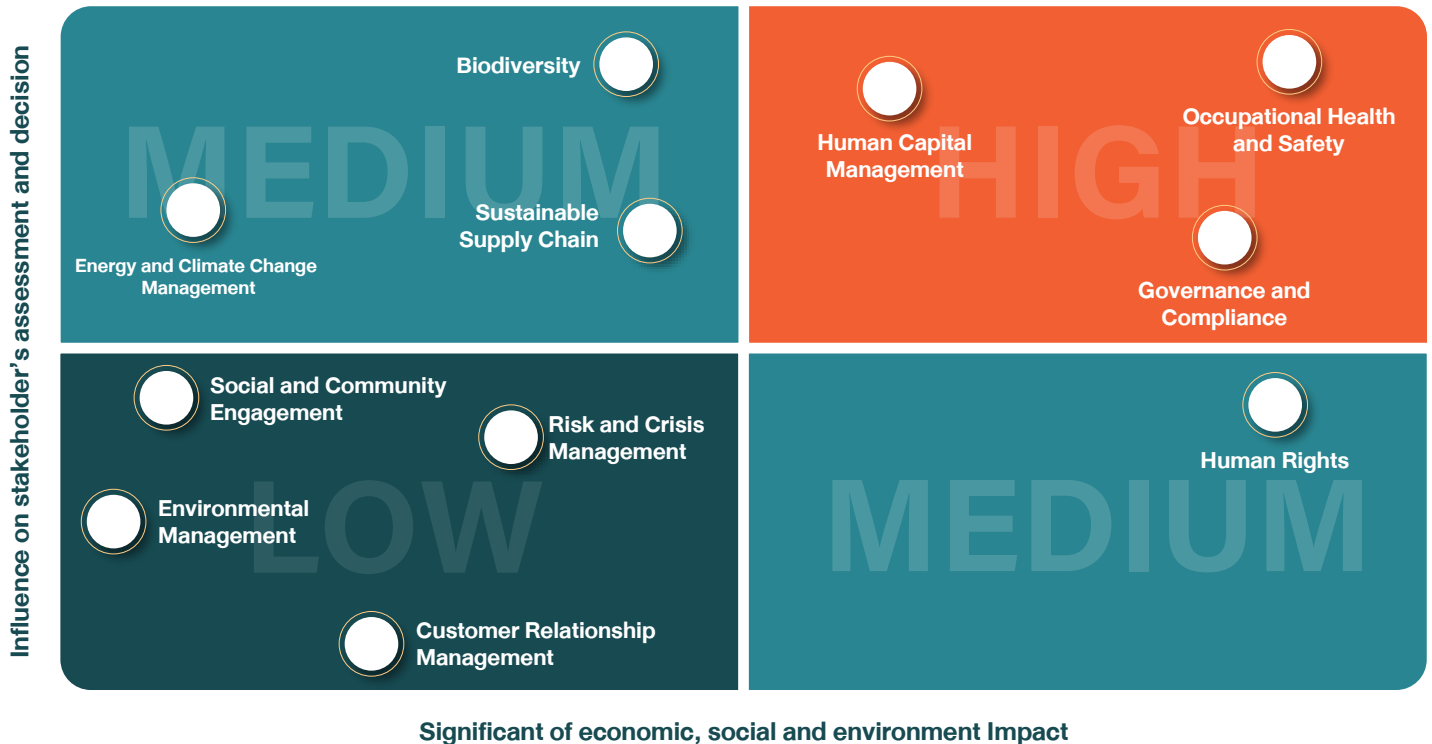 Influence on stakeholder's assessment and decision
MEDIUM
Biodiversity
Energy and Climate Change
Management
Sustainable
Supply Chain
HIGH
Human Capital
Management
Occupational Health
and Safety
Governance and
Compliance
LOW
Social and Community
Engagement
Risk and Crisis
Management
Environmental
Management
Customer Relationship
Management
MEDIUM
Human Rights
Significant of economic, social and environment Impact